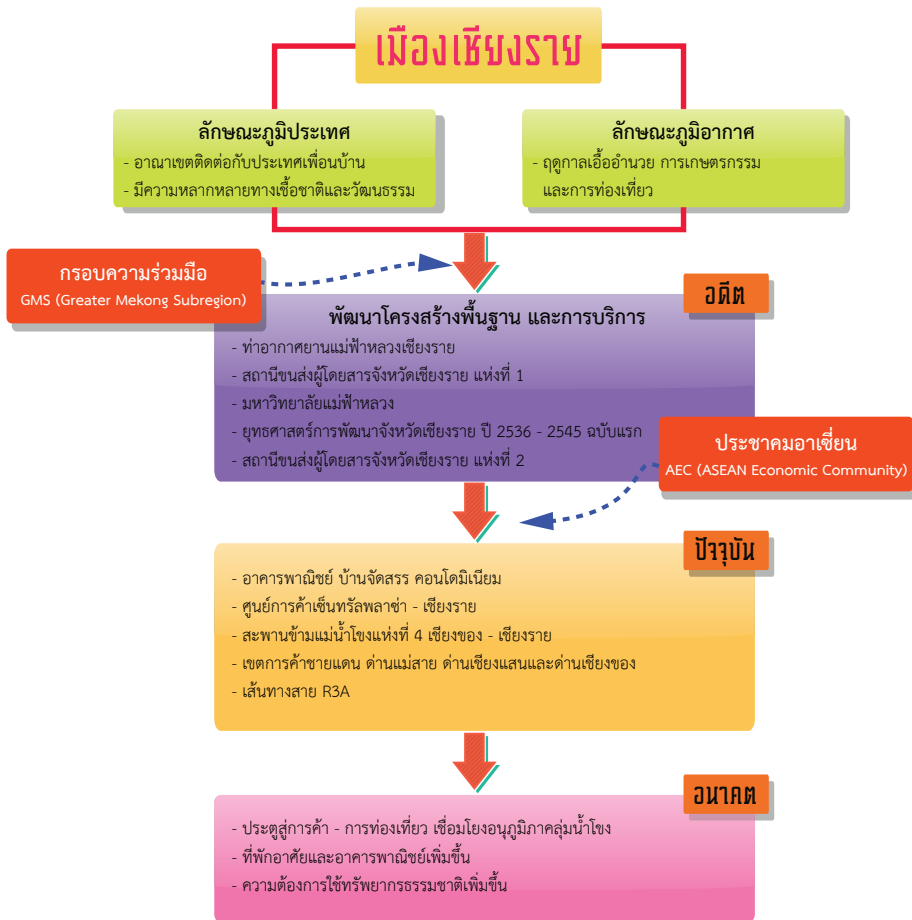 เมืองเชียงราย
ลักษณะภูมิประเทศ
- อาณาเขตติดต่อกับประเทศเพื่อนบ้าน
- มีความหลากหลายทางเชื้อชาติและวัฒนธรรม
ลักษณะภูมิอากาศ
- ฤดูกาลเอื้ออำนวย การเกษตรกรรม
และการท่องเที่ยว
กรอบความร่วมมือ
GMS (Greater Mekong Subregion)
อดีต
พัฒนาโครงสร้างพื้นฐาน และการบริการ
- ท่าอากาศยานแม่ฟ้าหลวงเชียงราย
- สถานีขนส่งผู้โดยสารจังหวัดเชียงราย แห่งที่ 1
- มหาวิทยาลัยแม่ฟ้าหลวง
- ยุทธศาสตร์การพัฒนาจังหวัดเชียงราย ปี 2536 - 2545 ฉบับแรก
- สถานีขนส่งผู้โดยสารจังหวัดเชียงราย แห่งที่ 2
ประชาคมอาเซี่ยน
AEC (ASEAN Economic Community)
ปัจจุบัน
- อาคารพาณิชย์ บ้านจัดสรร คอนโดมิเนียม
- ศูนย์การค้าเซ็นทรัลพลาซ่า - เชียงราย
- สะพานข้ามแม่น้ำโขงแห่งที่ 4 เชียงของ - เชียงราย
- เขตการค้าชายแดน ด่านแม่สาย ด่านเชียงแสนและด่านเชียงของ
- เส้นทางสาย R3A
อนาคต
- ประตูสู่การค้า - การท่องเที่ยว เชื่อมโยงอนุภูมิภาคลุ่มน้ำโขง
- ที่พักอาศัยและอาคารพาณิชย์เพิ่มขึ้น
- ความต้องการใช้ทรัพยากรธรรมชาติเพิ่มขึ้น